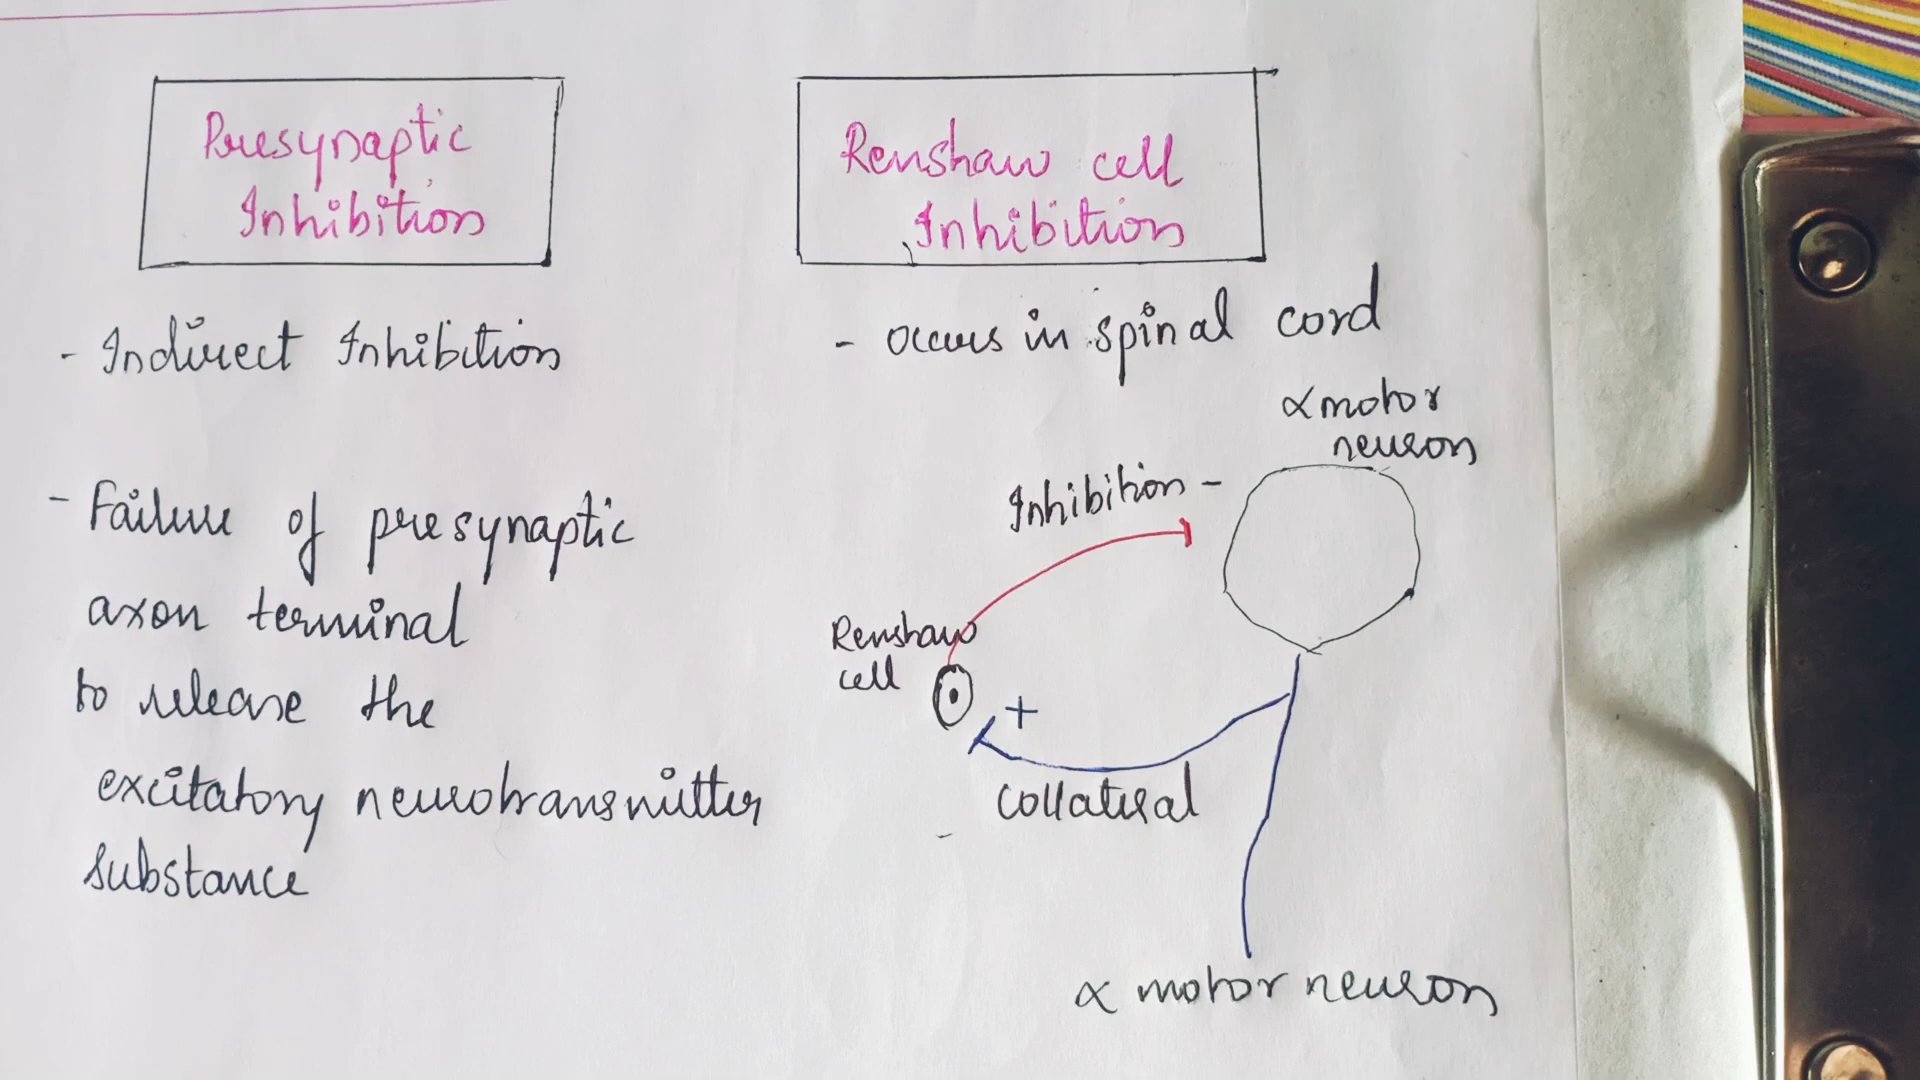 Presynaptic
Inhibition
- Indirect Inhibition
- Failure of presynaptic
axon terminal
to release the
excitatory neurotransmitter
substance
Renshaw cell
Inhibition
- occurs in spinal cord
α motor
neuron
Inhibition -
Renshaw
cell
+
collateral
α motor neuron